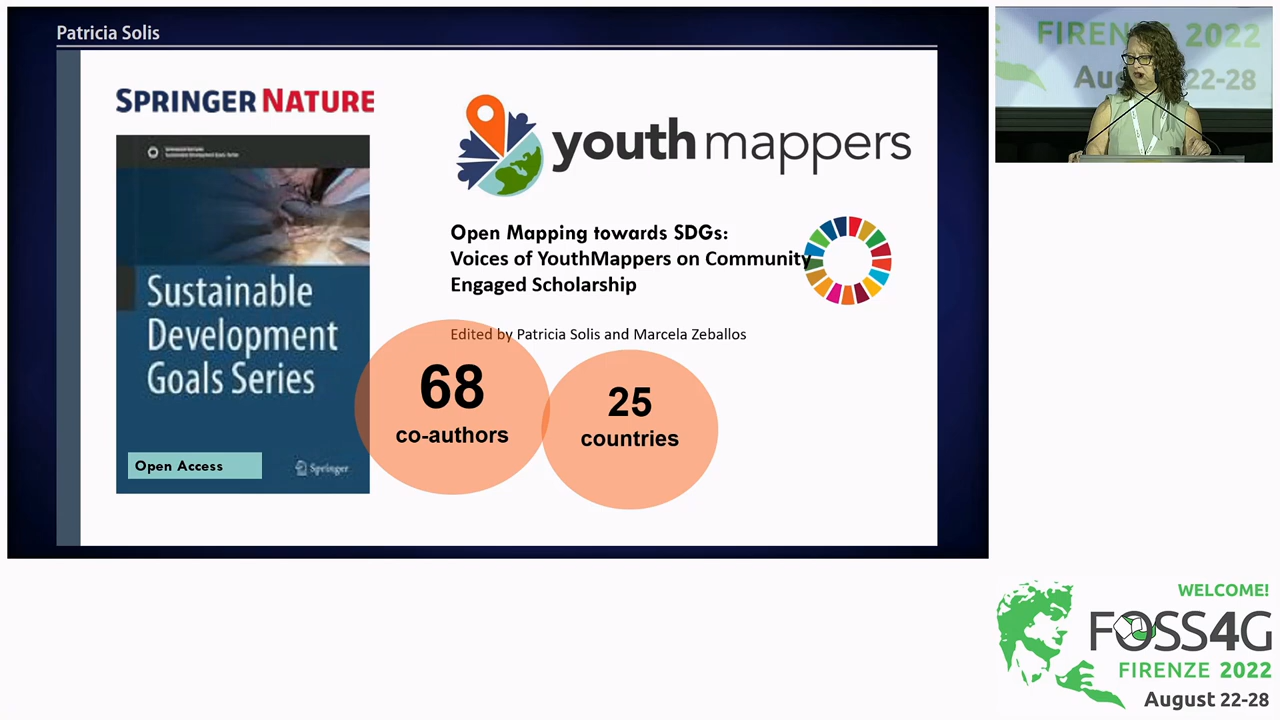 Patricia Solis
SPRINGER NATURE
youthmappers
Open Mapping towards SDGs:
Voices of YouthMappers on Community
Engaged Scholarship
Edited by Patricia Solis and Marcela Zeballos
Sustainable
Development
Goals Series
Open Access
Springer
68
co-authors
25
countries
FIRENZE 2022
22-28
WELCOME!
FOSS4G
FIRENZE 2022
August 22-28